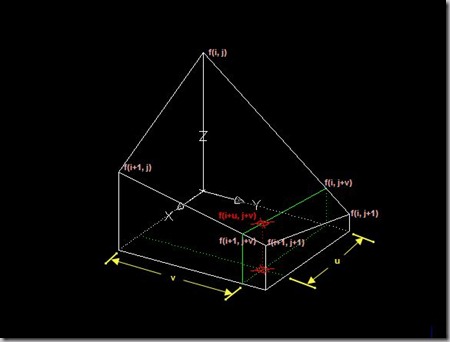 f(i, j)
Z
f(i+1, j)
f(i, j+v)
X
Y
f(i+u, j+v)
f(i, j+1)
f(i+1, j+v)
f(i+1, j+1)
u
v